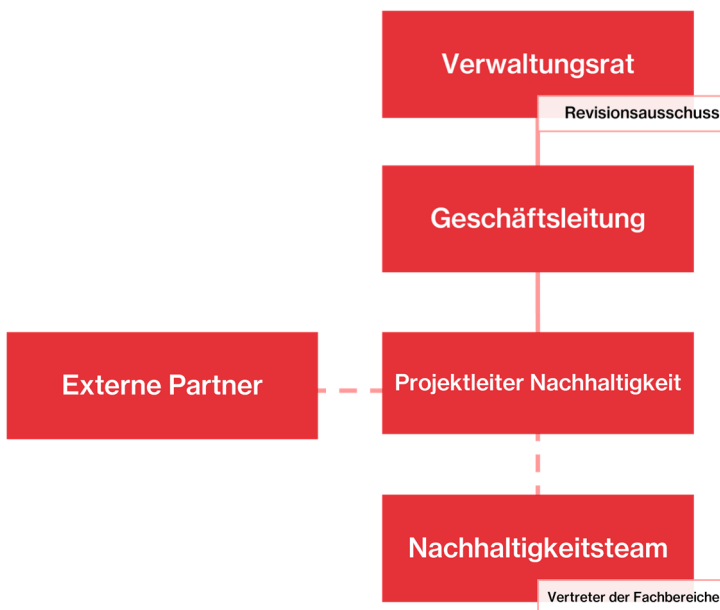 Verwaltungsrat
Revisionsausschuss
Geschäftsleitung
Externe Partner
Projektleiter Nachhaltigkeit
Nachhaltigkeitsteam
Vertreter der Fachbereiche